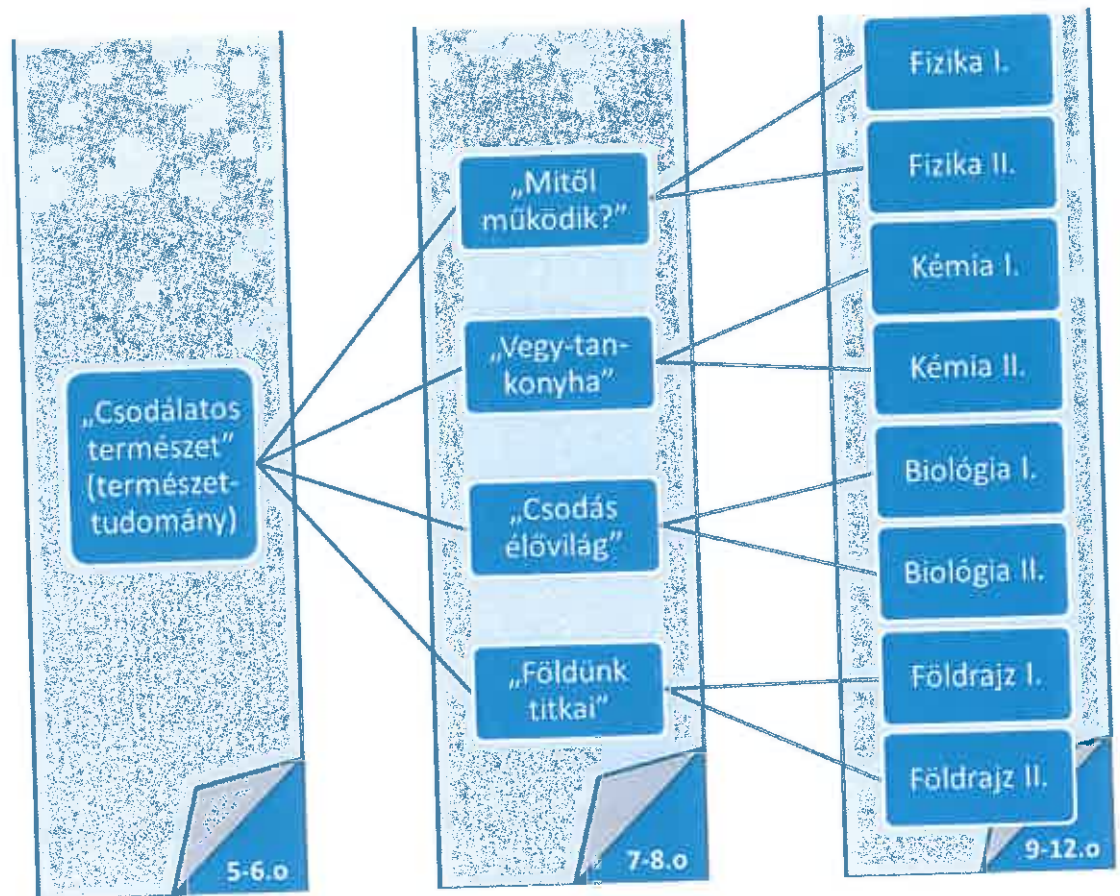 „Csodálatos
természet”
(természet-
tudomány)
5-6.o
„Mitől
működik?”
„Vegy-tan-
konyha”
„Csodás
élővilág”
„Földünk
titkai”
7-8.o
Fizika I.
Fizika II.
Kémia I.
Kémia II.
Biológia I.
Biológia II.
Földrajz I.
Földrajz II.
9-12.o